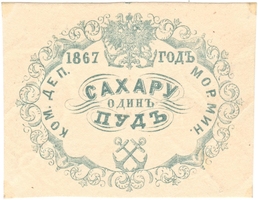 1867 ГОДЪ
КОМ. ДЕП. МОР. МИН.
САХАРУ
ОДИНЪ
ПУДЪ